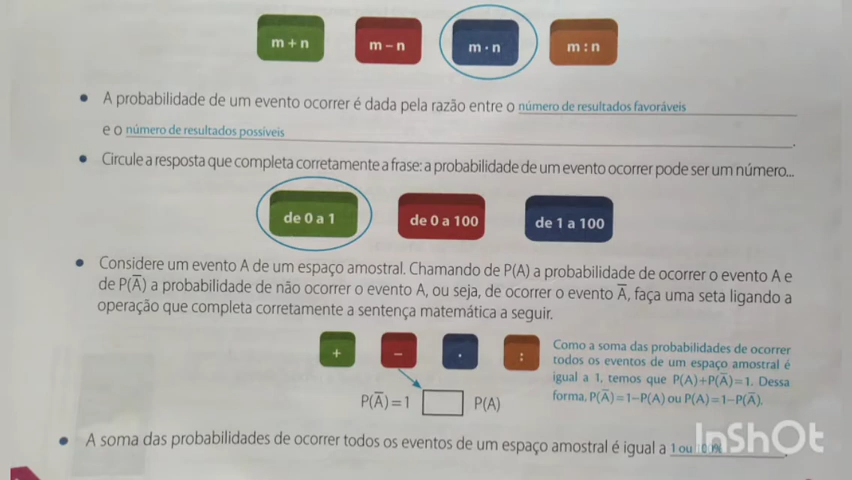 m + n m – n m · n m : n
• A probabilidade de um evento ocorrer é dada pela razão entre o número de resultados favoráveis
e o número de resultados possíveis.
• Circule a resposta que completa corretamente a frase: a probabilidade de um evento ocorrer pode ser um número...
de 0 a 1 de 0 a 100 de 1 a 100
• Considere um evento A de um espaço amostral. Chamando de P(A) a probabilidade de ocorrer o evento A e
de P(A̅) a probabilidade de não ocorrer o evento A, ou seja, de ocorrer o evento A̅, faça uma seta ligando a
operação que completa corretamente a sentença matemática a seguir.
+ – · :
P(A̅) = 1 P(A)
Como a soma das probabilidades de ocorrer
todos os eventos de um espaço amostral é
igual a 1, temos que P(A)+P(A̅)=1. Dessa
forma, P(A̅)=1–P(A) ou P(A)=1–P(A̅).
• A soma das probabilidades de ocorrer todos os eventos de um espaço amostral é igual a 1 ou 100%.
InShOt